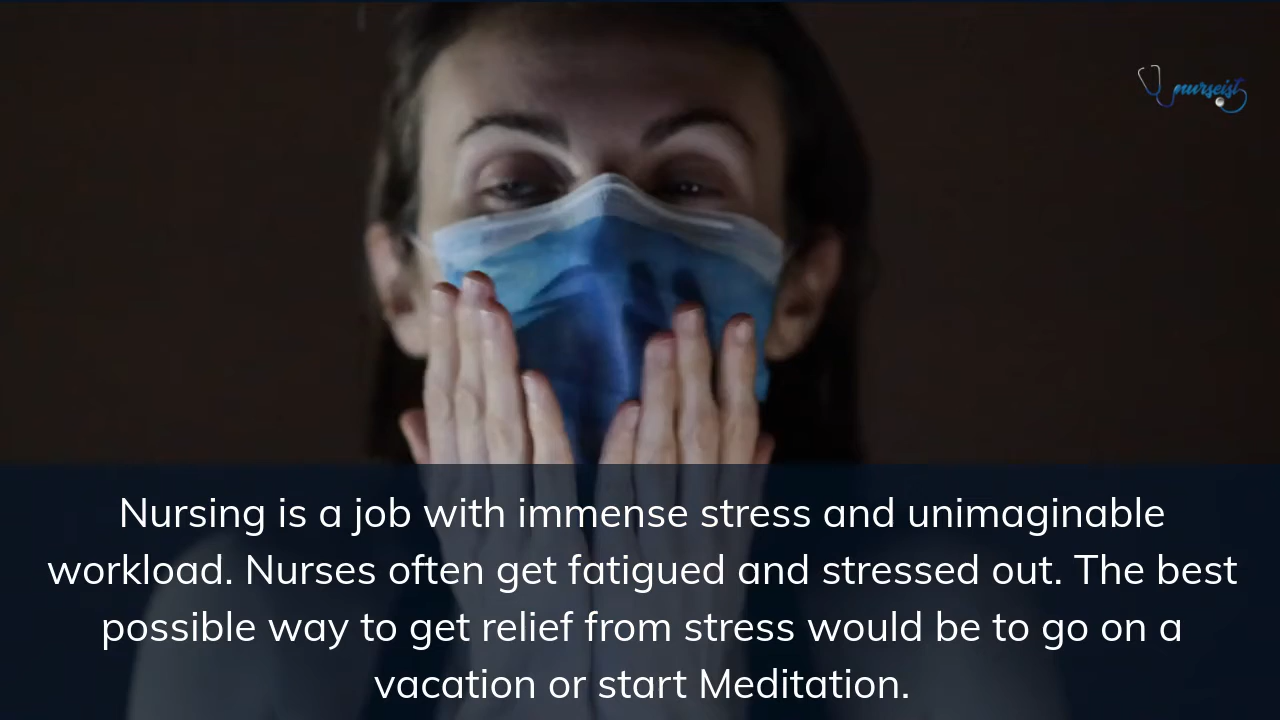 nurseist
Nursing is a job with immense stress and unimaginable
workload. Nurses often get fatigued and stressed out. The best
possible way to get relief from stress would be to go on a
vacation or start Meditation.